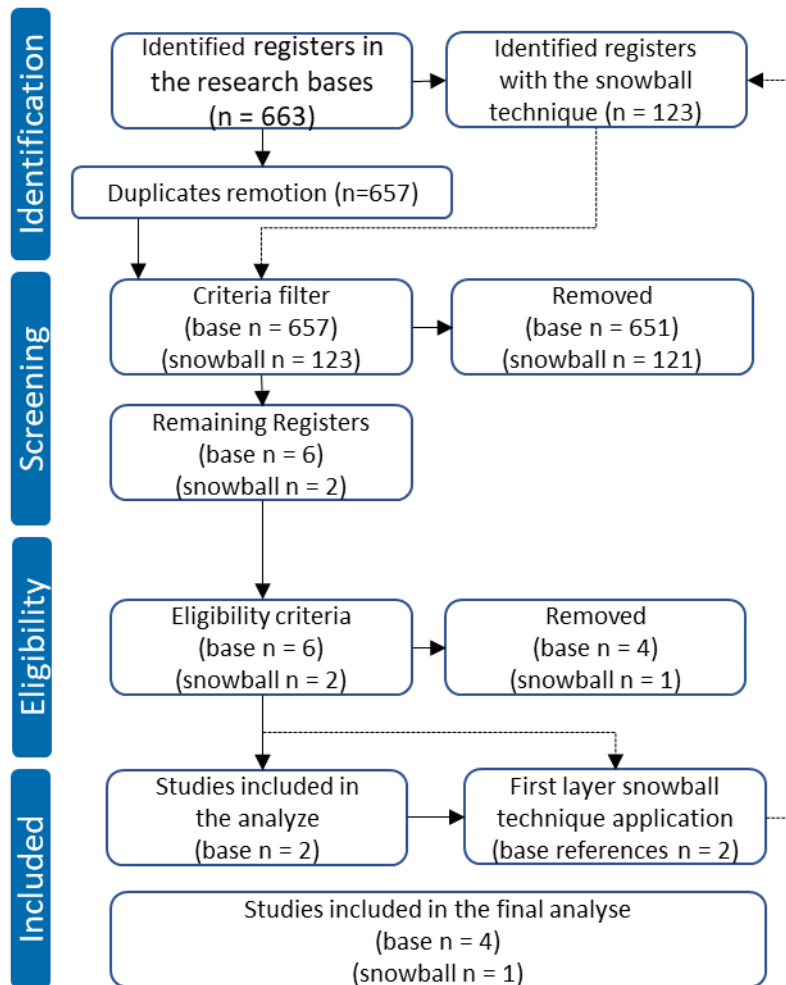 Identification
Identified registers in
the research bases
(n = 663)
Identified registers
with the snowball
technique (n = 123)
Duplicates remotion (n=657)
Screening
Criteria filter
(base n = 657)
(snowball n = 123)
Removed
(base n = 651)
(snowball n = 121)
Remaining Registers
(base n = 6)
(snowball n = 2)
Eligibility
Eligibility criteria
(base n = 6)
(snowball n = 2)
Removed
(base n = 4)
(snowball n = 1)
Included
Studies included in
the analyze
(base n = 2)
First layer snowball
technique application
(base references n = 2)
Studies included in the final analyse
(base n = 4)
(snowball n = 1)